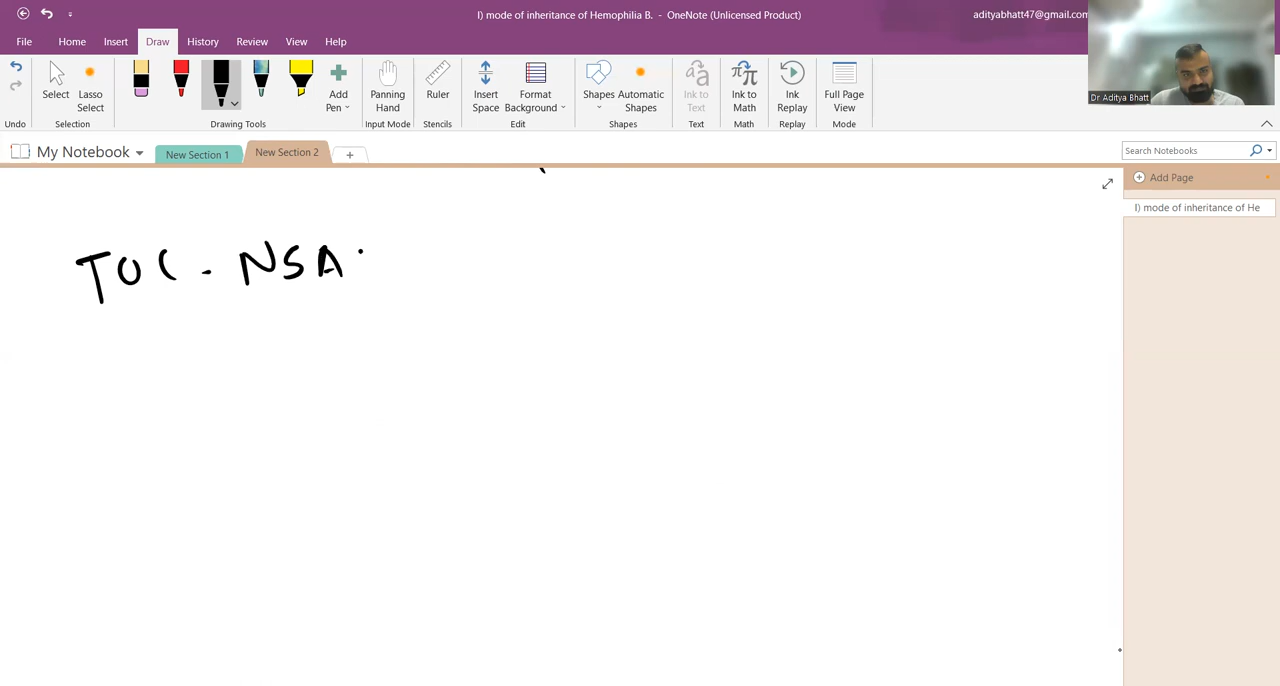 I) mode of inheritance of Hemophilia B. - OneNote (Unlicensed Product)
adityabhatt47@gmail.com
File Home Insert Draw History Review View Help
Undo
Select
Lasso Select
Selection
Drawing Tools
Add Pen
Panning Hand
Input Mode
Ruler
Stencils
Insert Space
Format Background
Edit
Shapes
Automatic Shapes
Shapes
Ink to Text
Text
Ink to Math
Math
Ink Replay
Replay
Full Page View
Mode
Dr Aditya Bhatt
My Notebook
New Section 1
New Section 2
Search Notebooks
Add Page
I) mode of inheritance of He
TOC - NSA